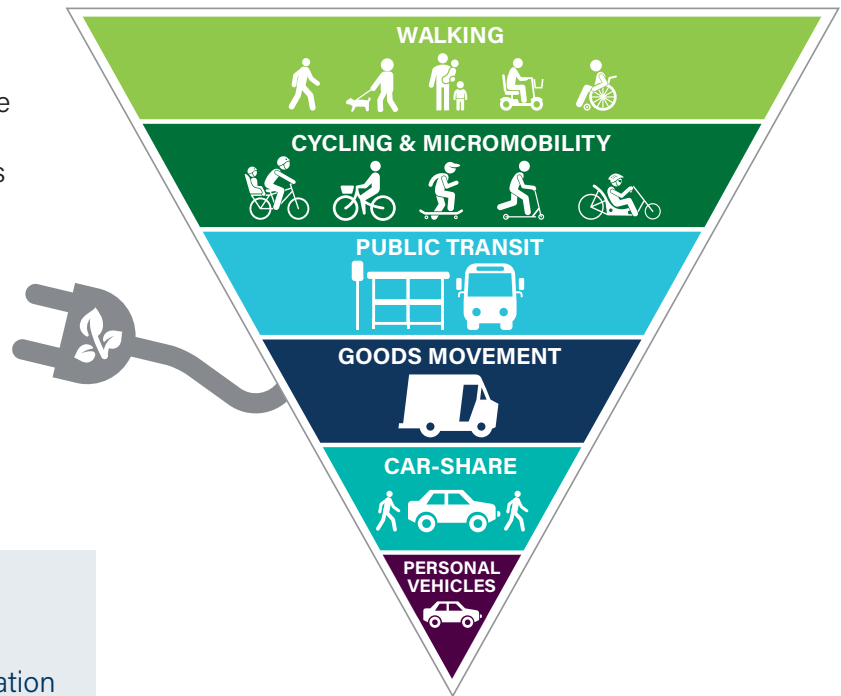 WALKING
CYCLING & MICROMOBILITY
PUBLIC TRANSIT
GOODS MOVEMENT
CAR-SHARE
PERSONAL
VEHICLES